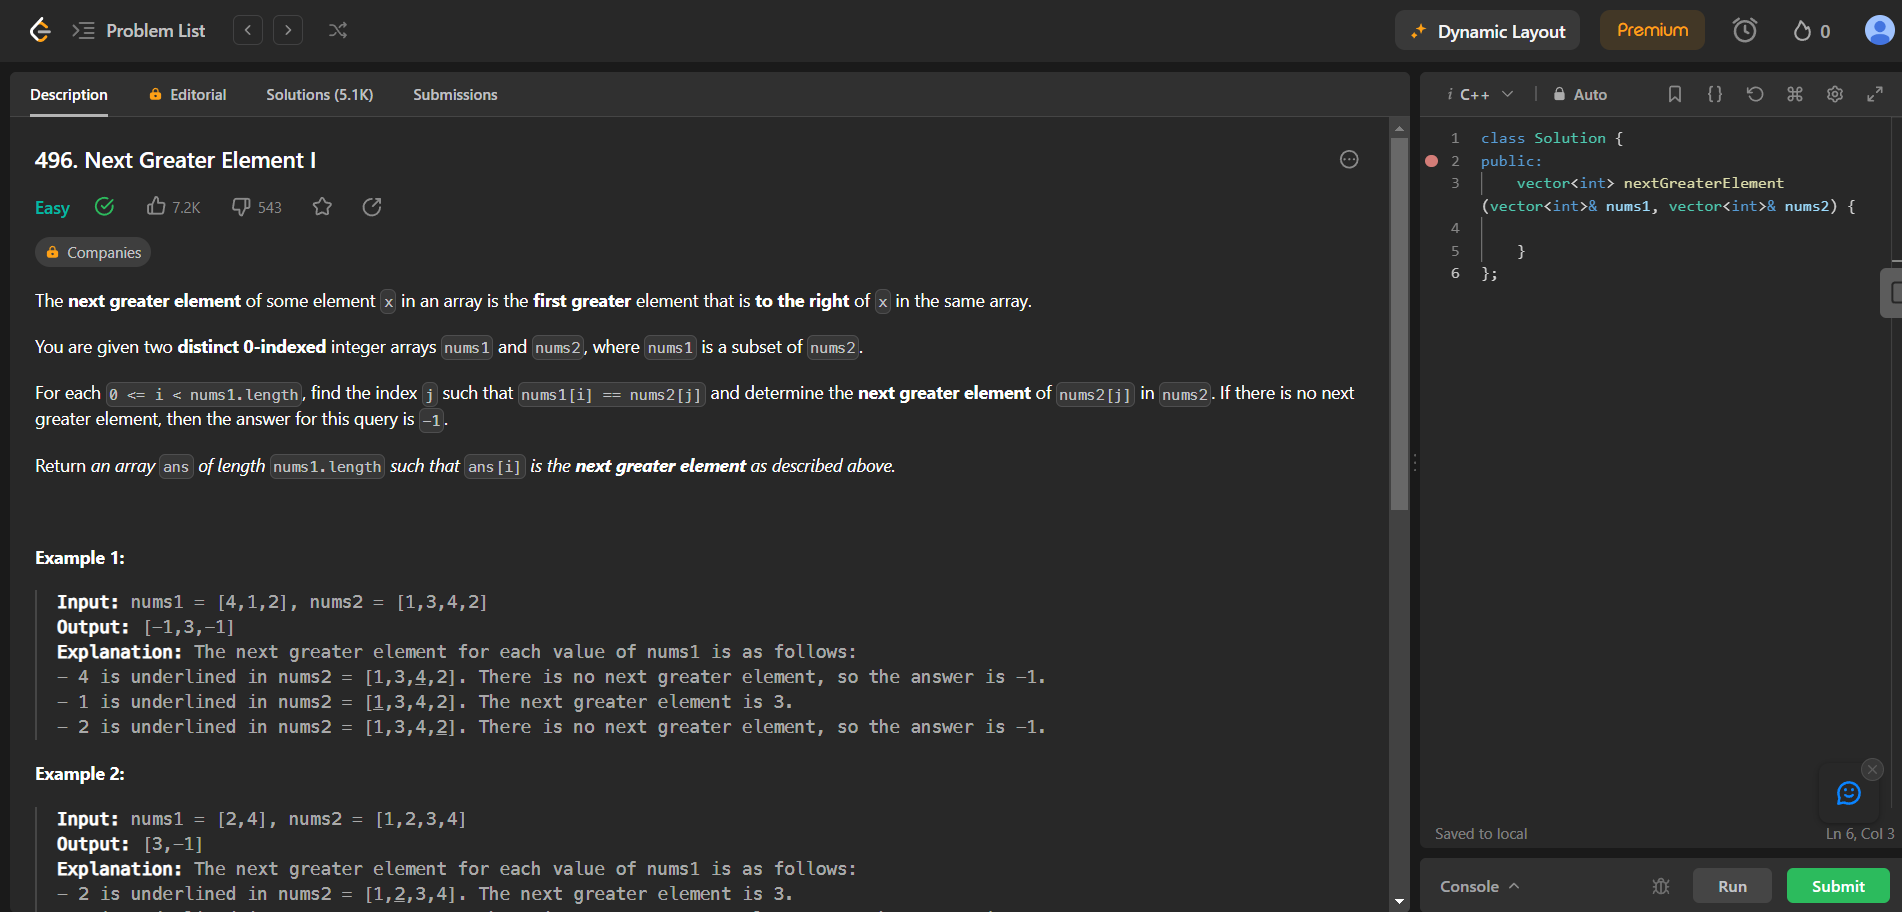 Problem List
Dynamic Layout
Premium
0
Description Editorial Solutions (5.1K) Submissions
496. Next Greater Element I
Easy 7.2K 543
Companies
The next greater element of some element x in an array is the first greater element that is to the right of x in the same array.
You are given two distinct 0-indexed integer arrays nums1 and nums2, where nums1 is a subset of nums2.
For each 0 <= i < nums1.length, find the index j such that nums1[i] == nums2[j] and determine the next greater element of nums2[j] in nums2. If there is no next
greater element, then the answer for this query is -1.
Return an array ans of length nums1.length such that ans[i] is the next greater element as described above.
Example 1:
Input: nums1 = [4,1,2], nums2 = [1,3,4,2]
Output: [-1,3,-1]
Explanation: The next greater element for each value of nums1 is as follows:
- 4 is underlined in nums2 = [1,3,4,2]. There is no next greater element, so the answer is -1.
- 1 is underlined in nums2 = [1,3,4,2]. The next greater element is 3.
- 2 is underlined in nums2 = [1,3,4,2]. There is no next greater element, so the answer is -1.
Example 2:
Input: nums1 = [2,4], nums2 = [1,2,3,4]
Output: [3,-1]
Explanation: The next greater element for each value of nums1 is as follows:
- 2 is underlined in nums2 = [1,2,3,4]. The next greater element is 3.
i C++ Auto
1 class Solution {
2 public:
3 vector<int> nextGreaterElement
(vector<int>& nums1, vector<int>& nums2) {
4
5 }
6 };
Saved to local
Ln 6, Col 3
Console Run Submit